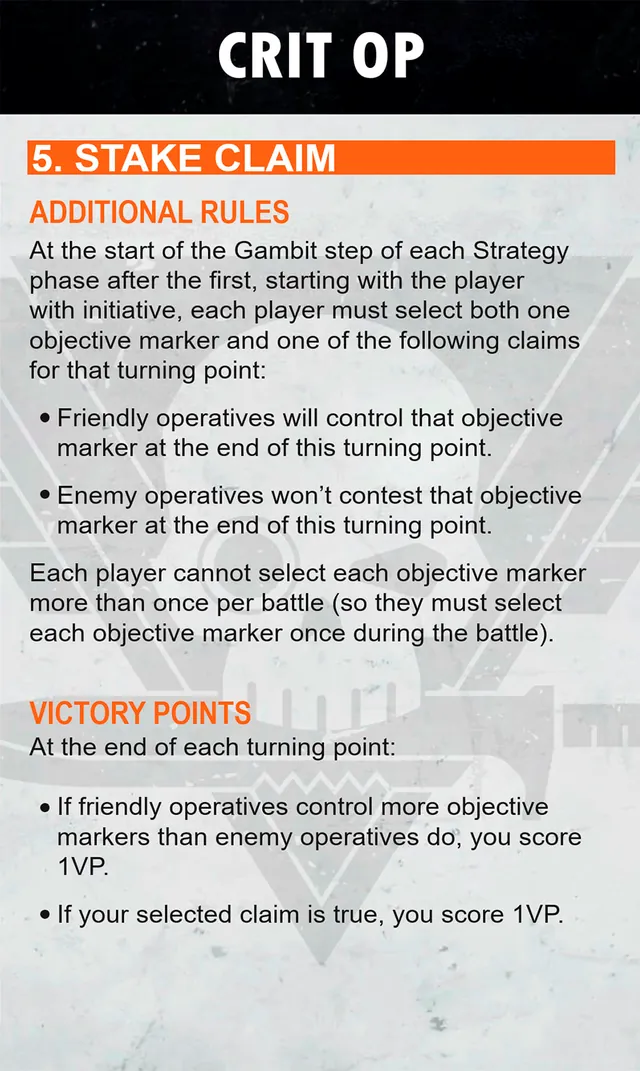 CRIT OP
5. STAKE CLAIM
ADDITIONAL RULES
At the start of the Gambit step of each Strategy
phase after the first, starting with the player
with initiative, each player must select both one
objective marker and one of the following claims
for that turning point:
• Friendly operatives will control that objective
marker at the end of this turning point.
• Enemy operatives won’t contest that objective
marker at the end of this turning point.
Each player cannot select each objective marker
more than once per battle (so they must select
each objective marker once during the battle).
VICTORY POINTS
At the end of each turning point:
• If friendly operatives control more objective
markers than enemy operatives do, you score
1VP.
• If your selected claim is true, you score 1VP.